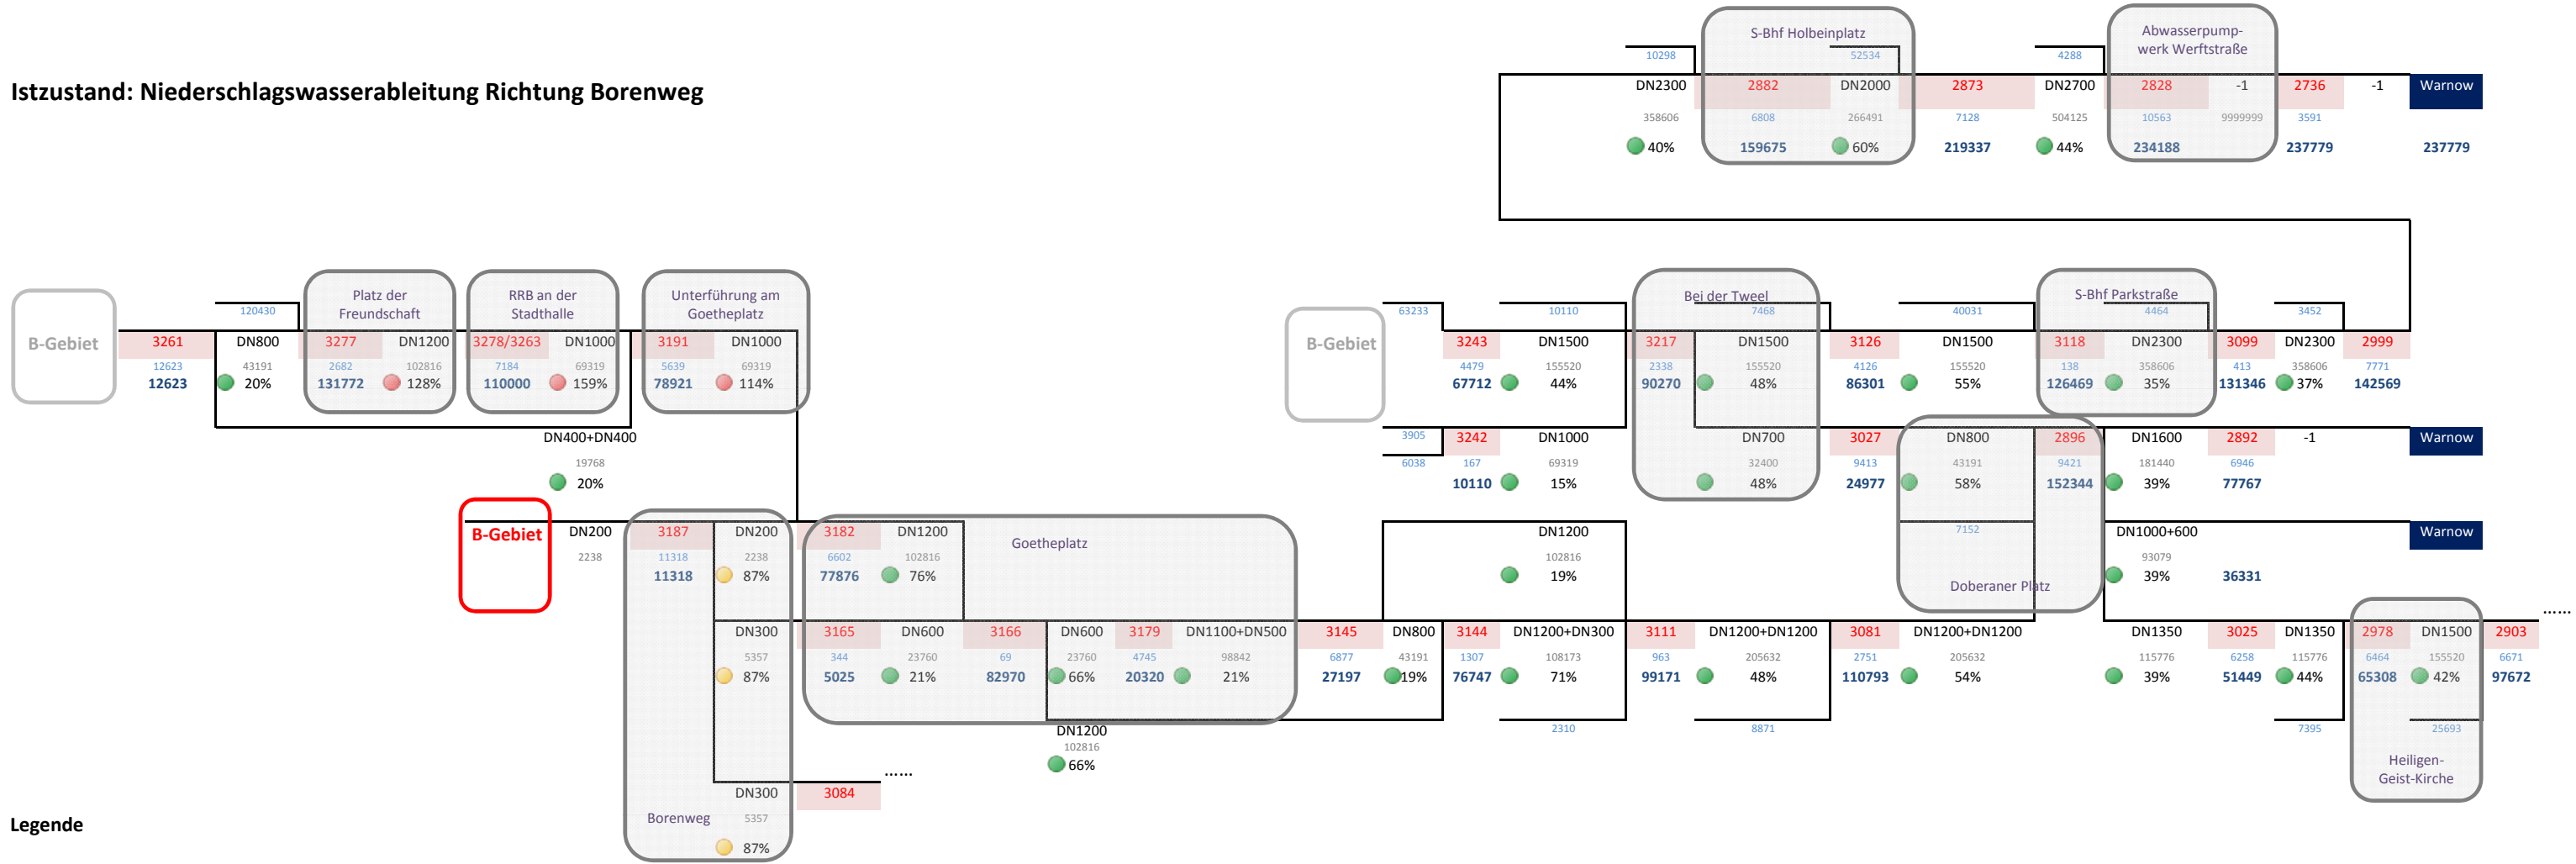 Istzustand: Niederschlagswasserableitung Richtung Borenweg
S-Bhf Holbeinplatz
Abwasserpump-
werk Werftstraße
10298 52534 4288
DN2300 2882 DN2000 2873 DN2700 2828 -1 2736 -1 Warnow
358606 6808 266491 7128 504125 10563 9999999 3591
40% 159675 60% 219337 44% 234188 237779 237779
Platz der
Freundschaft
RRB an der
Stadthalle
Unterführung am
Goetheplatz
Bei der Tweel
S-Bhf Parkstraße
120430 63233 10110 7468 40031 4464 3452
B-Gebiet 3261 DN800 3277 DN1200 3278/3263 DN1000 3191 DN1000 B-Gebiet 3243 DN1500 3217 DN1500 3126 DN1500 3118 DN2300 3099 DN2300 2999
12623 43191 2682 102816 7184 69319 5639 69319 4479 155520 2338 155520 4126 155520 138 358606 413 358606 7771
12623 20% 131772 128% 110000 159% 78921 114% 67712 44% 90270 48% 86301 55% 126469 35% 131346 37% 142569
DN400+DN400 3905 3242 DN1000 DN700 3027 DN800 2896 DN1600 2892 -1 Warnow
19768 6038 167 69319 32400 9413 43191 9421 181440 6946
20% 10110 15% 48% 24977 58% 152344 39% 77767
B-Gebiet DN200 3187 DN200 3182 DN1200 Goetheplatz DN1200 7152 DN1000+600 Warnow
2238 11318 2238 6602 102816 102816 93079
11318 87% 77876 76% 19% Doberaner Platz 39% 36331
......
DN300 3165 DN600 3166 DN600 3179 DN1100+DN500 3145 DN800 3144 DN1200+DN300 3111 DN1200+DN1200 3081 DN1200+DN1200 DN1350 3025 DN1350 2978 DN1500 2903
5357 344 23760 69 23760 4745 98842 6877 43191 1307 108173 963 205632 2751 205632 115776 6258 115776 6464 155520 6671
87% 5025 21% 82970 66% 20320 21% 27197 19% 76747 71% 99171 48% 110793 54% 39% 51449 44% 65308 42% 97672
DN1200 2310 8871 7395 25693
102816
66%
Heiligen-
Geist-Kirche
......
DN300 3084
Borenweg 5357
87%
Legende